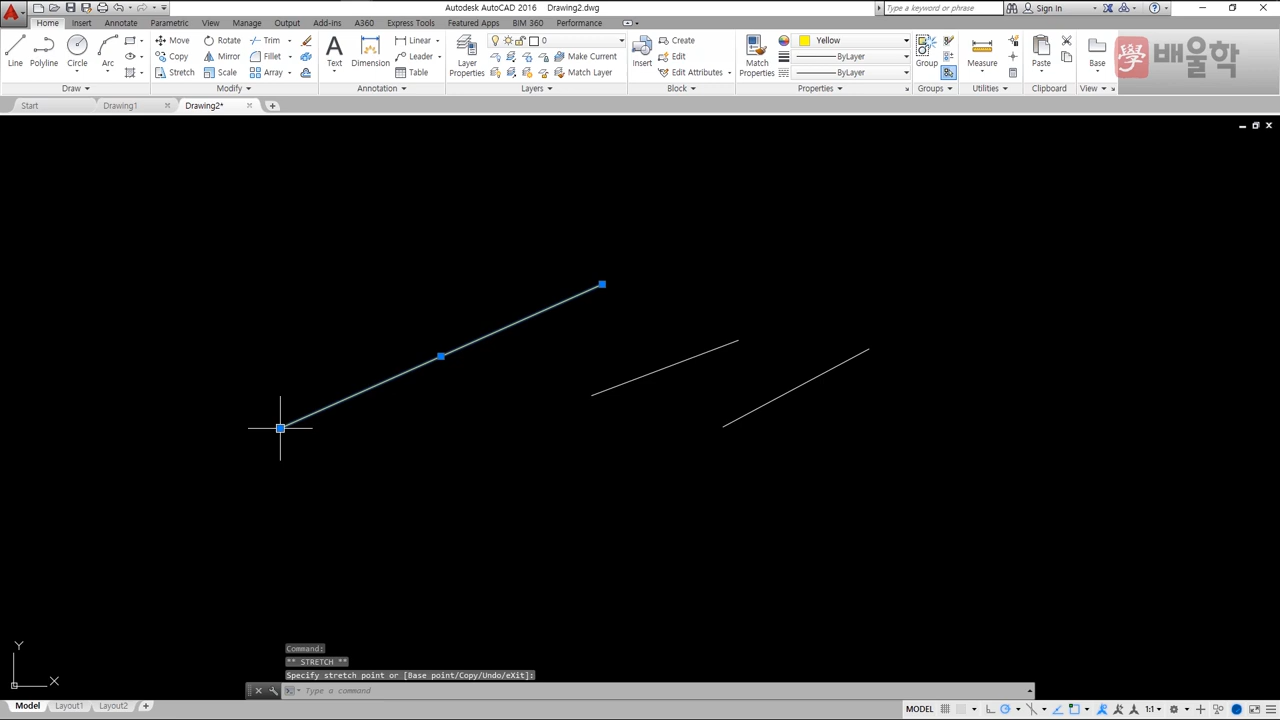 Autodesk AutoCAD 2016 Drawing2.dwg
Type a keyword or phrase
Sign In
Home Insert Annotate Parametric View Manage Output Add-ins A360 Express Tools Featured Apps BIM 360 Performance
Line Polyline Circle Arc
Move Rotate Trim
Copy Mirror Fillet
Stretch Scale Array
A
Text Dimension
Linear
Leader
Table
Layer Properties
0
Make Current
Match Layer
Insert
Create
Edit
Edit Attributes
Match Properties
Yellow
ByLayer
ByLayer
Group
Measure
Paste
Base
學 배울학
Draw Modify Annotation Layers Block Properties Groups Utilities Clipboard View
Start Drawing1 Drawing2*
Y
X
Command:
** STRETCH **
Specify stretch point or [Base point/Copy/Undo/eXit]:
Type a command
Model Layout1 Layout2
MODEL 1:1